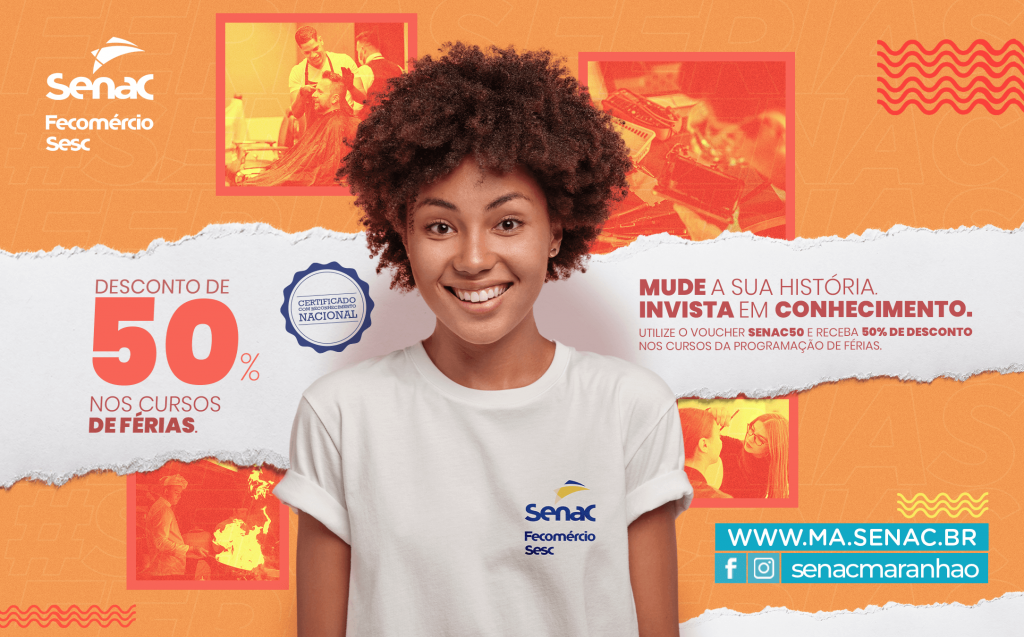 Senac
Fecomércio
Sesc
DESCONTO DE
50%
NOS CURSOS
DE FÉRIAS.
CERTIFICADO
COM RECONHECIMENTO
NACIONAL
MUDE A SUA HISTÓRIA.
INVISTA EM CONHECIMENTO.
UTILIZE O VOUCHER SENAC50 E RECEBA 50% DE DESCONTO
NOS CURSOS DA PROGRAMAÇÃO DE FÉRIAS.
Senac
Fecomércio
Sesc
WWW.MA.SENAC.BR
senacmaranhao